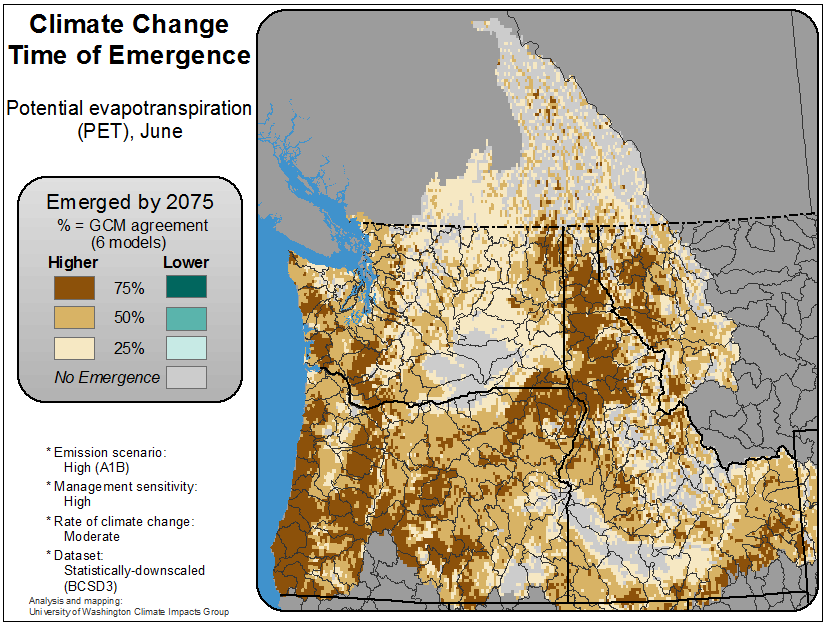 Climate Change
Time of Emergence
Potential evapotranspiration
(PET), June
Emerged by 2075
% = GCM agreement
(6 models)
Higher Lower
75%
50%
25%
No Emergence
* Emission scenario:
High (A1B)
* Management sensitivity:
High
* Rate of climate change:
Moderate
* Dataset:
Statistically-downscaled
(BCSD3)
Analysis and mapping:
University of Washington Climate Impacts Group